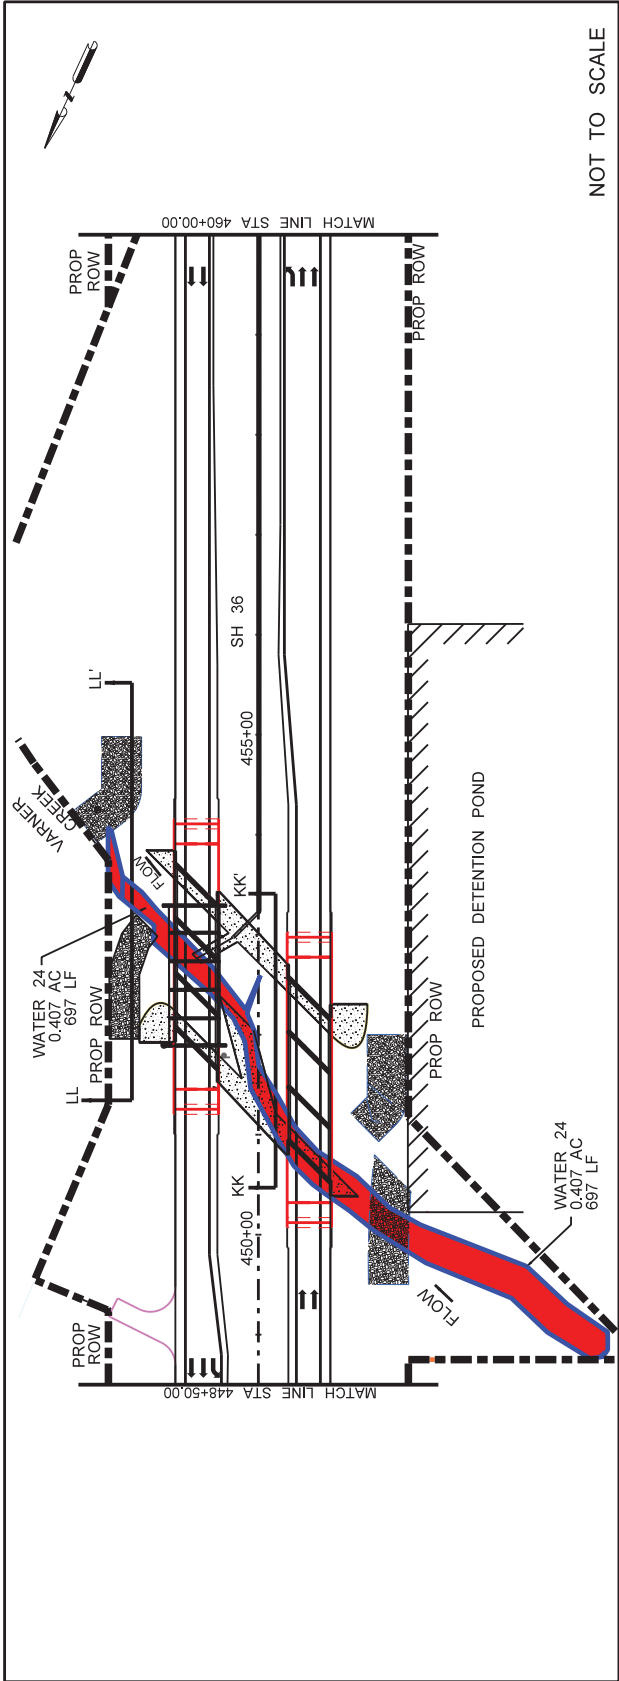 N
NOT TO SCALE
MATCH LINE STA 460+00.00
PROP
ROW
PROP ROW
SH 36
455+00
LL'
VARNER
CREEK
FLOW
KK'
WATER 24
0.407 AC
697 LF
PROP ROW
LL
KK
450+00
PROP ROW
PROPOSED DETENTION POND
WATER 24
0.407 AC
697 LF
FLOW
PROP
ROW
MATCH LINE STA 448+50.00